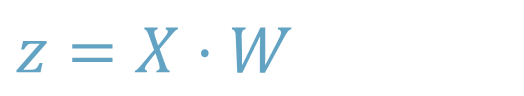 z = X · W